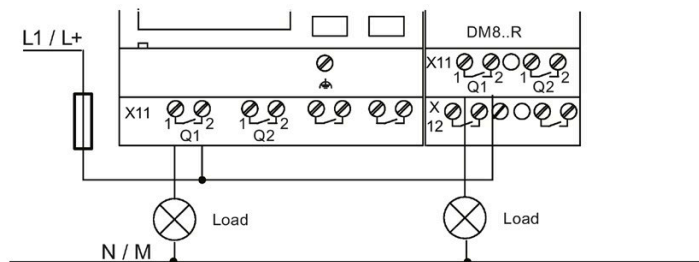 DM8..R
L1 / L+
X11
1 2 1 2
Q1 Q2
X11
1 2 1 2
Q1 Q2
X
12
Load
Load
N / M